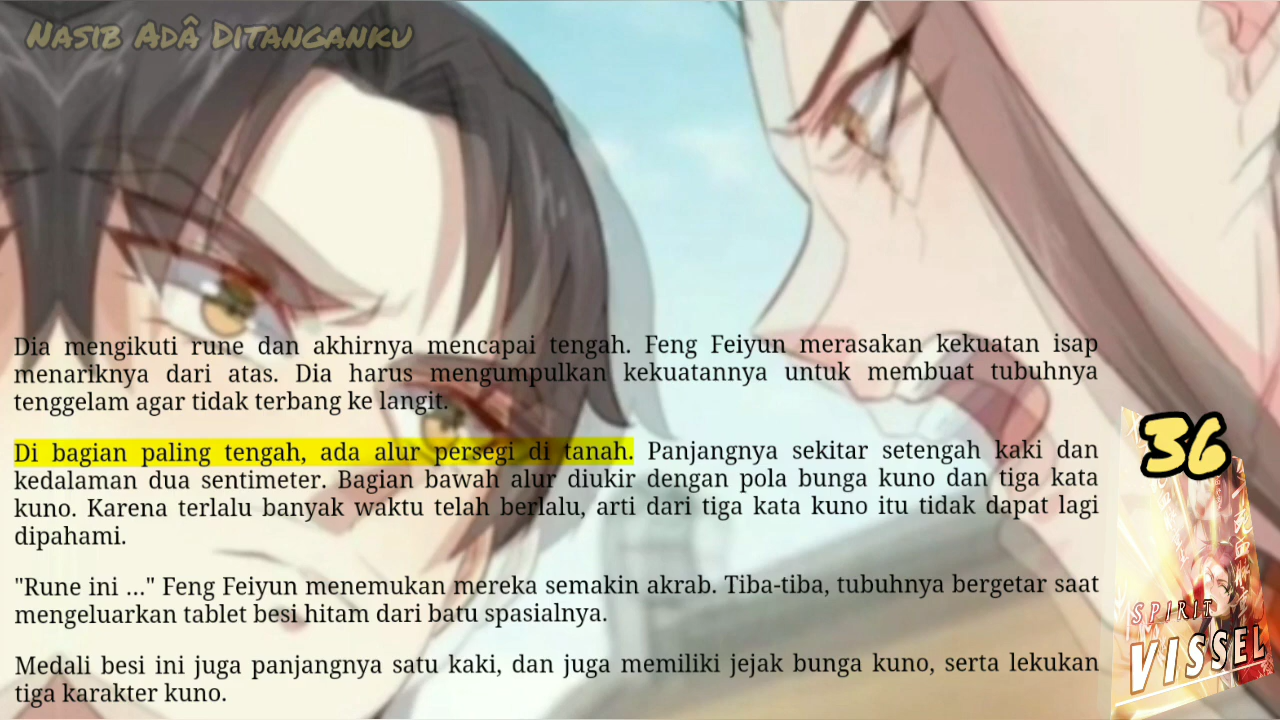 Nasib Adâ Ditanganku
Dia mengikuti rune dan akhirnya mencapai tengah. Feng Feiyun merasakan kekuatan isap
menariknya dari atas. Dia harus mengumpulkan kekuatannya untuk membuat tubuhnya
tenggelam agar tidak terbang ke langit.
Di bagian paling tengah, ada alur persegi di tanah. Panjangnya sekitar setengah kaki dan
kedalaman dua sentimeter. Bagian bawah alur diukir dengan pola bunga kuno dan tiga kata
kuno. Karena terlalu banyak waktu telah berlalu, arti dari tiga kata kuno itu tidak dapat lagi
dipahami.
"Rune ini ..." Feng Feiyun menemukan mereka semakin akrab. Tiba-tiba, tubuhnya bergetar saat
mengeluarkan tablet besi hitam dari batu spasialnya.
Medali besi ini juga panjangnya satu kaki, dan juga memiliki jejak bunga kuno, serta lekukan
tiga karakter kuno.
36
SPIRIT
VISSEL